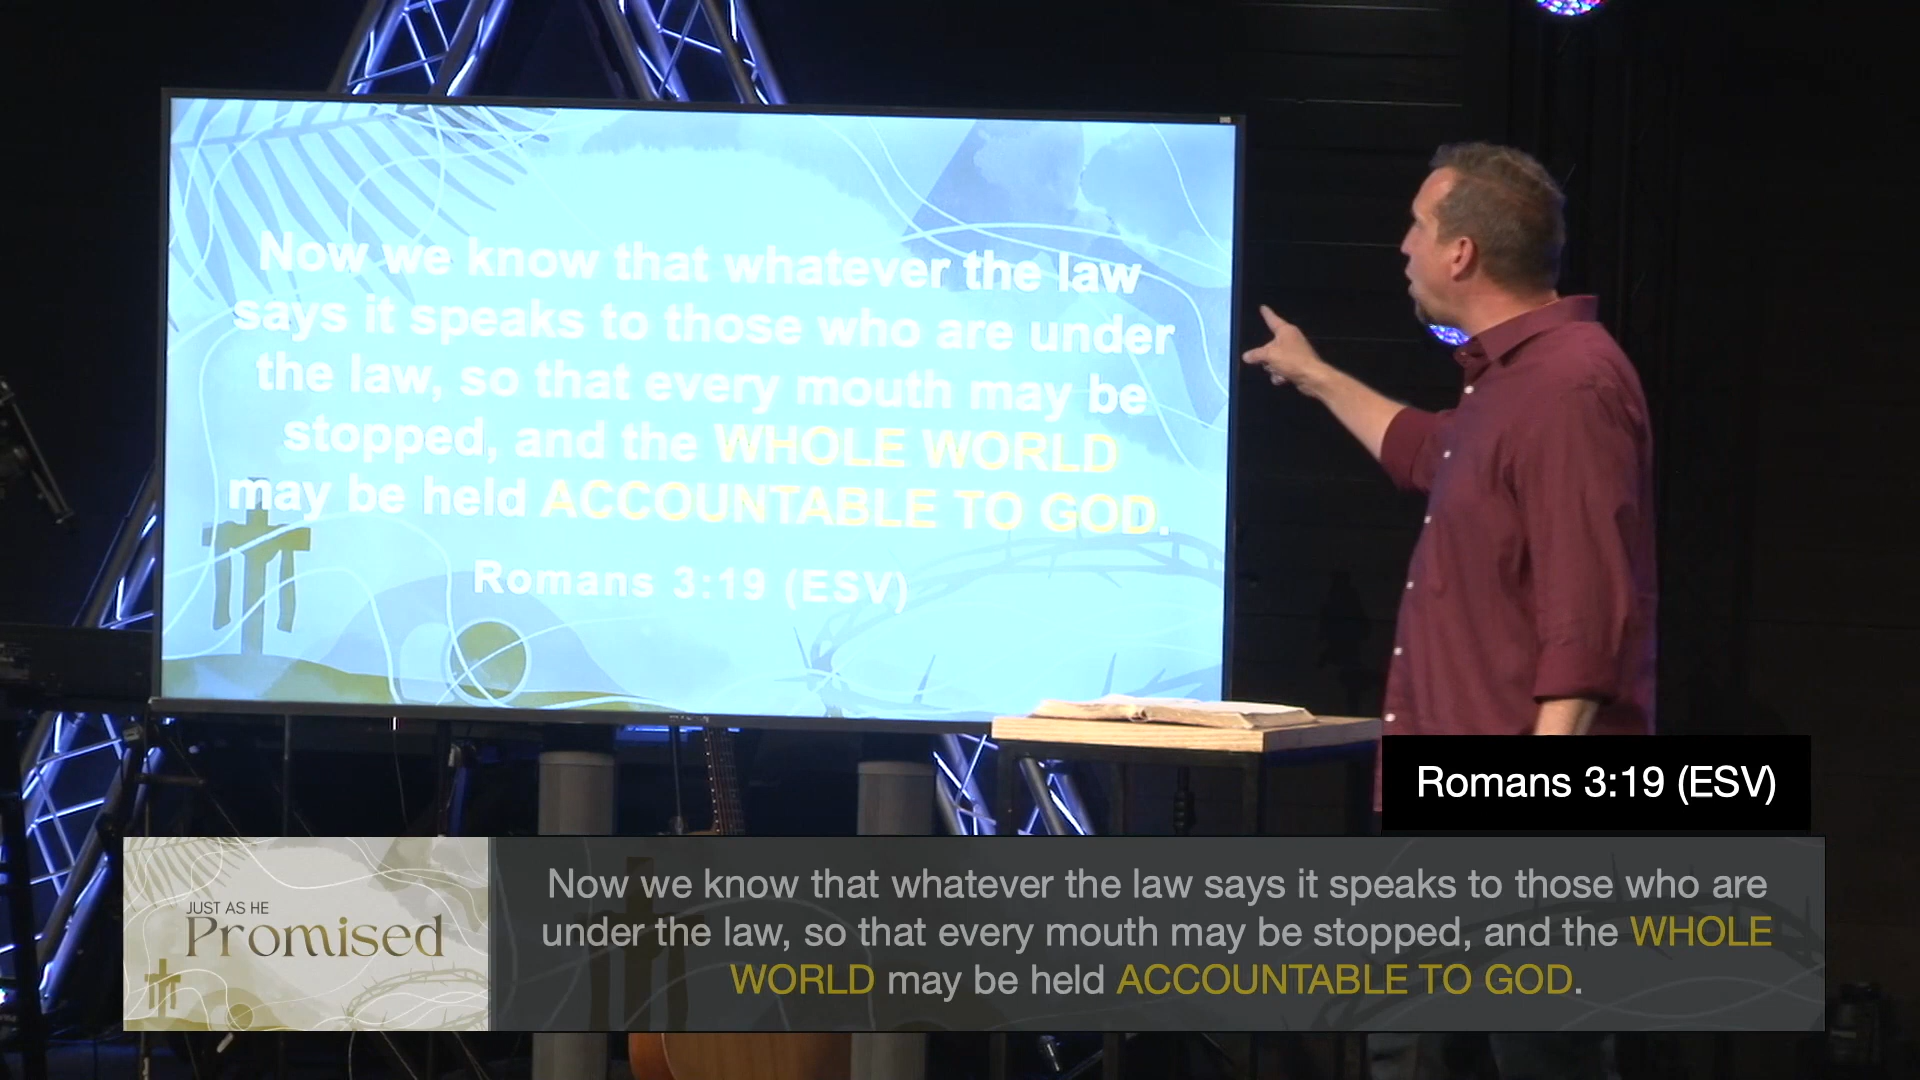 Now we know that whatever the law
says it speaks to those who are under
the law, so that every mouth may be
stopped, and the WHOLE WORLD
may be held ACCOUNTABLE TO GOD.
Romans 3:19 (ESV)
Romans 3:19 (ESV)
JUST AS HE
Promised
Now we know that whatever the law says it speaks to those who are
under the law, so that every mouth may be stopped, and the WHOLE
WORLD may be held ACCOUNTABLE TO GOD.